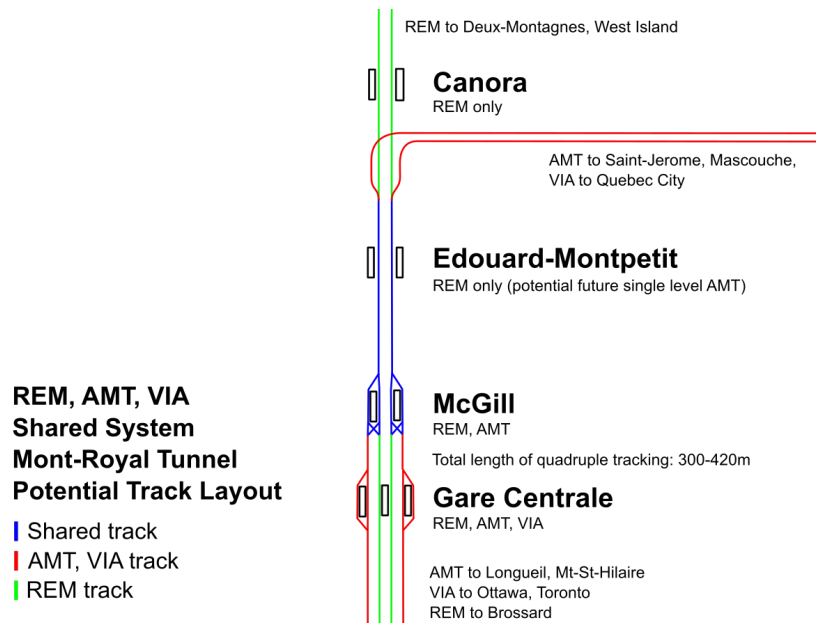 REM to Deux-Montagnes, West Island
Canora
REM only
AMT to Saint-Jerome, Mascouche,
VIA to Quebec City
Edouard-Montpetit
REM only (potential future single level AMT)
McGill
REM, AMT
Total length of quadruple tracking: 300-420m
Gare Centrale
REM, AMT, VIA
AMT to Longueil, Mt-St-Hilaire
VIA to Ottawa, Toronto
REM to Brossard
REM, AMT, VIA
Shared System
Mont-Royal Tunnel
Potential Track Layout
Shared track
AMT, VIA track
REM track